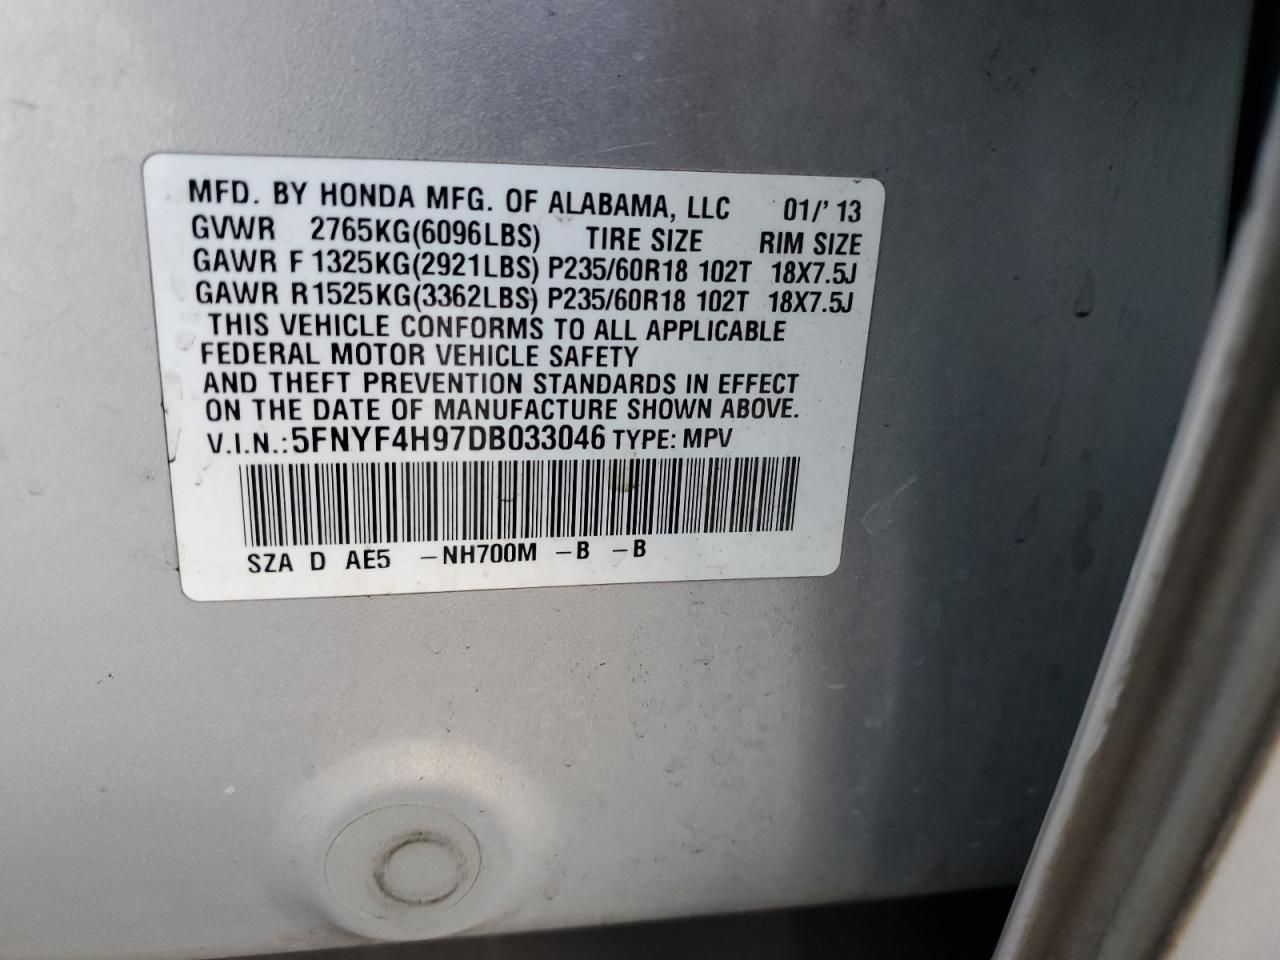 MFD. BY HONDA MFG. OF ALABAMA, LLC 01/'13
GVWR 2765KG(6096LBS) TIRE SIZE RIM SIZE
GAWR F 1325KG(2921LBS) P235/60R18 102T 18X7.5J
GAWR R1525KG(3362LBS) P235/60R18 102T 18X7.5J
THIS VEHICLE CONFORMS TO ALL APPLICABLE
FEDERAL MOTOR VEHICLE SAFETY
AND THEFT PREVENTION STANDARDS IN EFFECT
ON THE DATE OF MANUFACTURE SHOWN ABOVE.
V.I.N.:5FNYF4H97DB033046 TYPE: MPV
SZA D AE5 -NH700M -B -B